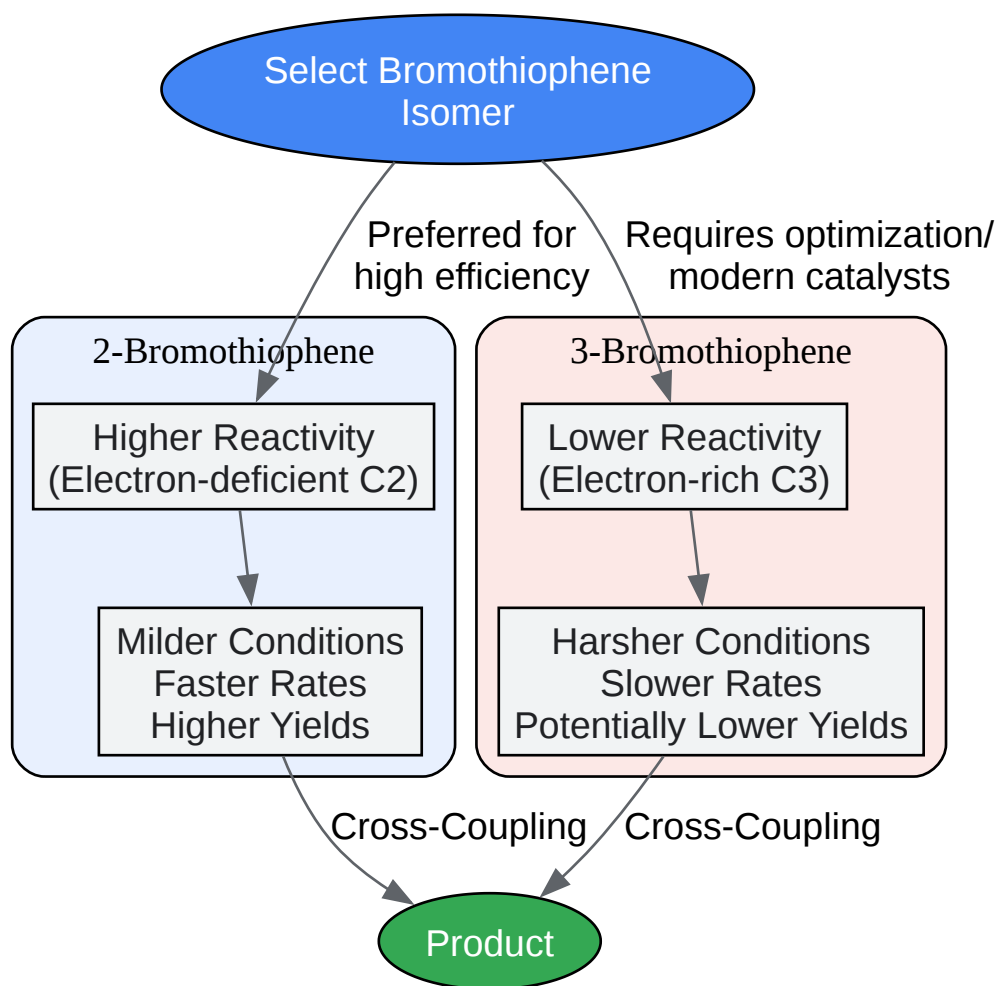 Select Bromothiophene
Isomer
Preferred for
high efficiency
Requires optimization/
modern catalysts
2-Bromothiophene
Higher Reactivity
(Electron-deficient C2)
Milder Conditions
Faster Rates
Higher Yields
3-Bromothiophene
Lower Reactivity
(Electron-rich C3)
Harsher Conditions
Slower Rates
Potentially Lower Yields
Cross-Coupling
Cross-Coupling
Product